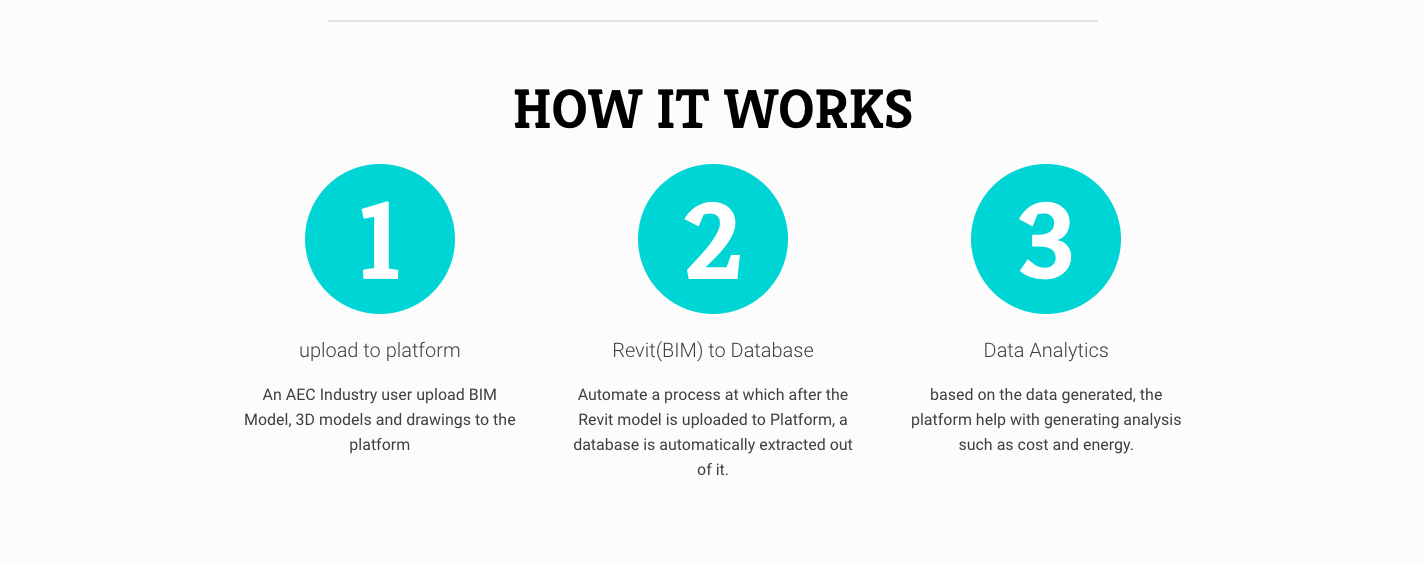 HOW IT WORKS
1
2
3
upload to platform
Revit(BIM) to Database
Data Analytics
An AEC Industry user upload BIM
Model, 3D models and drawings to the
platform
Automate a process at which after the
Revit model is uploaded to Platform, a
database is automatically extracted out
of it.
based on the data generated, the
platform help with generating analysis
such as cost and energy.